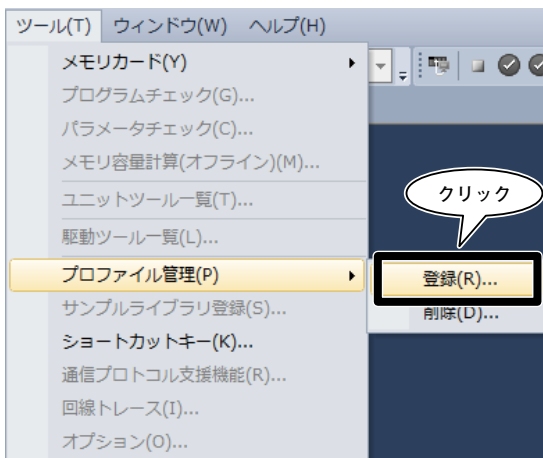 ツール(T) ウィンドウ(W) ヘルプ(H)
メモリカード(Y)
プログラムチェック(G)...
パラメータチェック(C)...
メモリ容量計算(オフライン)(M)...
ユニットツール一覧(T)...
駆動ツール一覧(L)...
プロファイル管理(P)
サンプルライブラリ登録(S)...
ショートカットキー(K)...
通信プロトコル支援機能(R)...
回線トレース(I)...
オプション(O)...
クリック
登録(R)...
削除(D)...